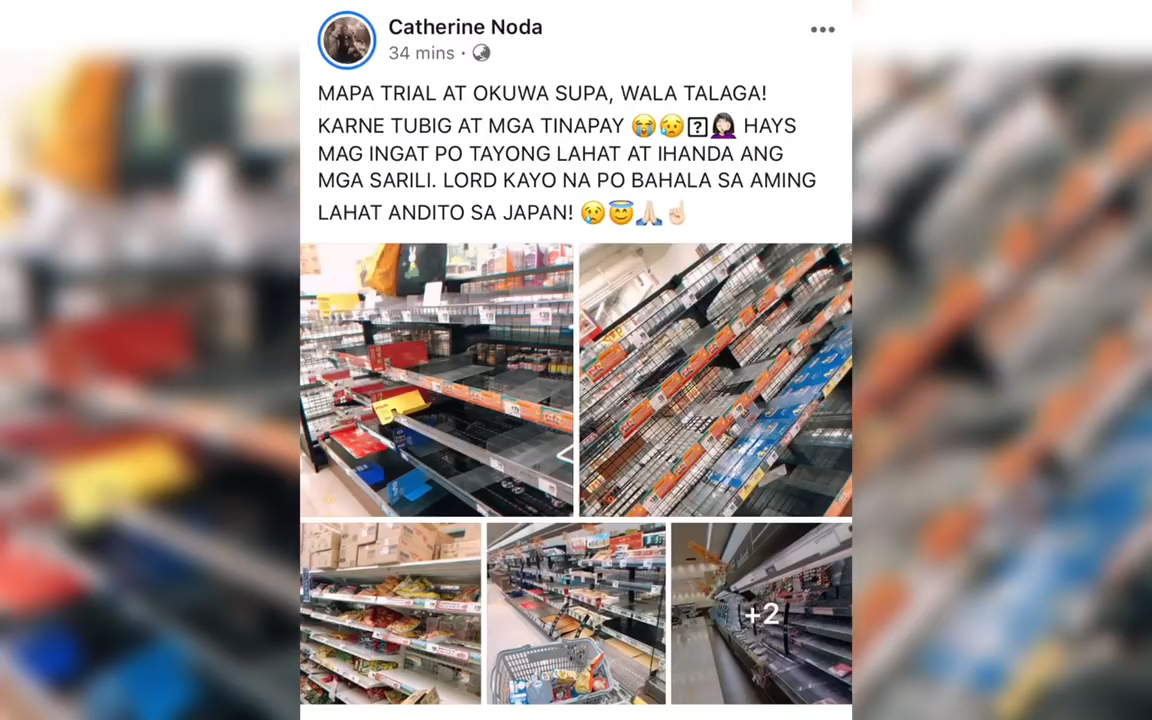 Catherine Noda
34 mins ·
MAPA TRIAL AT OKUWA SUPA, WALA TALAGA!
KARNE TUBIG AT MGA TINAPAY 😭😥🤦🏻‍♀️ HAYS
MAG INGAT PO TAYONG LAHAT AT IHANDA ANG
MGA SARILI. LORD KAYO NA PO BAHALA SA AMING
LAHAT ANDITO SA JAPAN! 😢😇🙏🏻☝🏻
+2